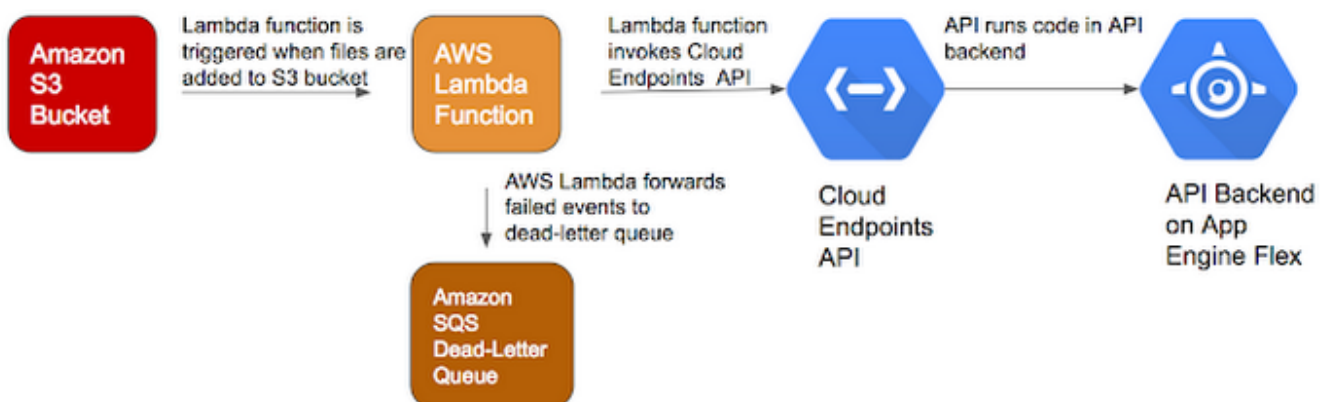 Amazon
S3
Bucket
Lambda function is
triggered when files are
added to S3 bucket
AWS
Lambda
Function
Lambda function
invokes Cloud
Endpoints API
API runs code in API
backend
AWS Lambda forwards
failed events to
dead-letter queue
Cloud
Endpoints
API
API Backend
on App
Engine Flex
Amazon
SQS
Dead-Letter
Queue